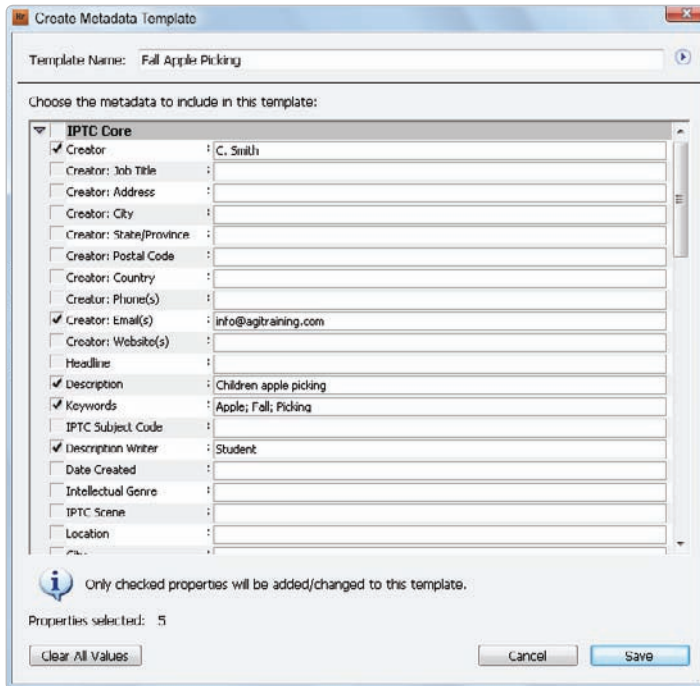 Br Create Metadata Template
Template Name: Fall Apple Picking
Choose the metadata to include in this template:
IPTC Core
Creator : C. Smith
Creator: Job Title :
Creator: Address :
Creator: City :
Creator: State/Province :
Creator: Postal Code :
Creator: Country :
Creator: Phone(s) :
Creator: Email(s) : info@agitraining.com
Creator: Website(s) :
Headline :
Description : Children apple picking
Keywords : Apple; Fall; Picking
IPTC Subject Code :
Description Writer : Student
Date Created :
Intellectual Genre :
IPTC Scene :
Location :
City
Only checked properties will be added/changed to this template.
Properties selected: 5
Clear All Values Cancel Save